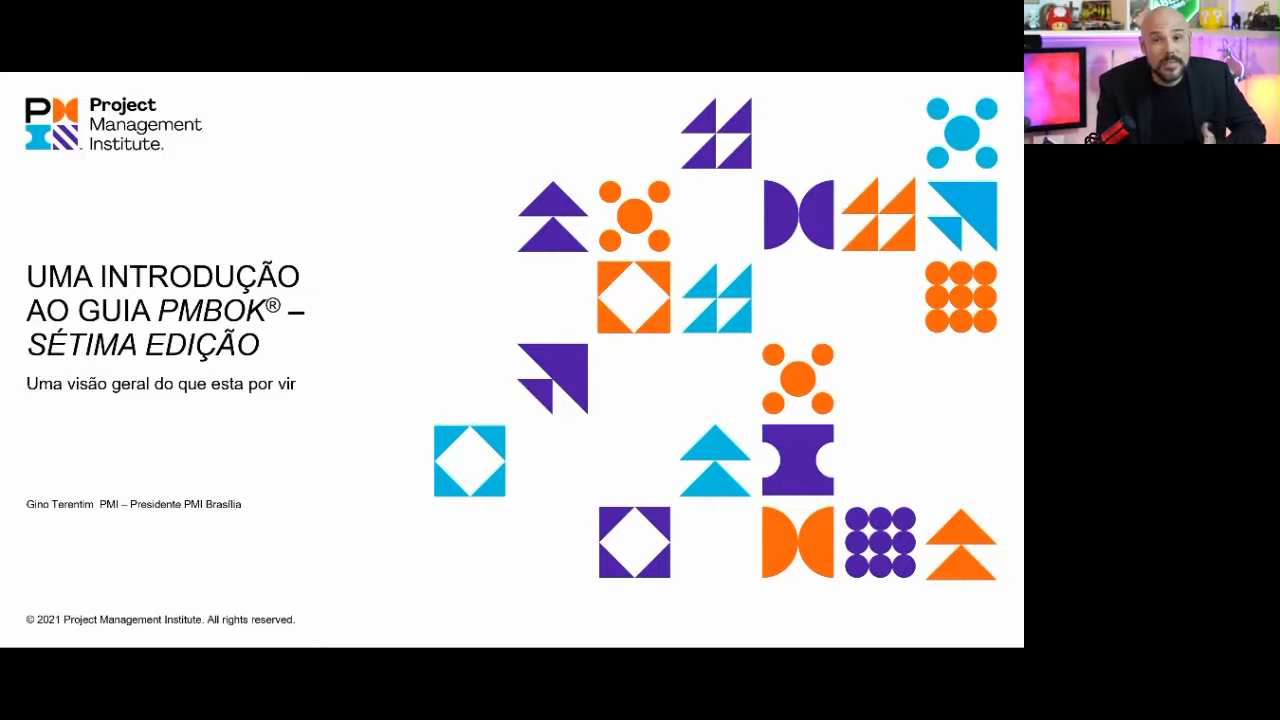 Project
Management
Institute.
UMA INTRODUÇÃO
AO GUIA PMBOK® –
SÉTIMA EDIÇÃO
Uma visão geral do que esta por vir
Gino Terentim PMI – Presidente PMI Brasília
© 2021 Project Management Institute. All rights reserved.